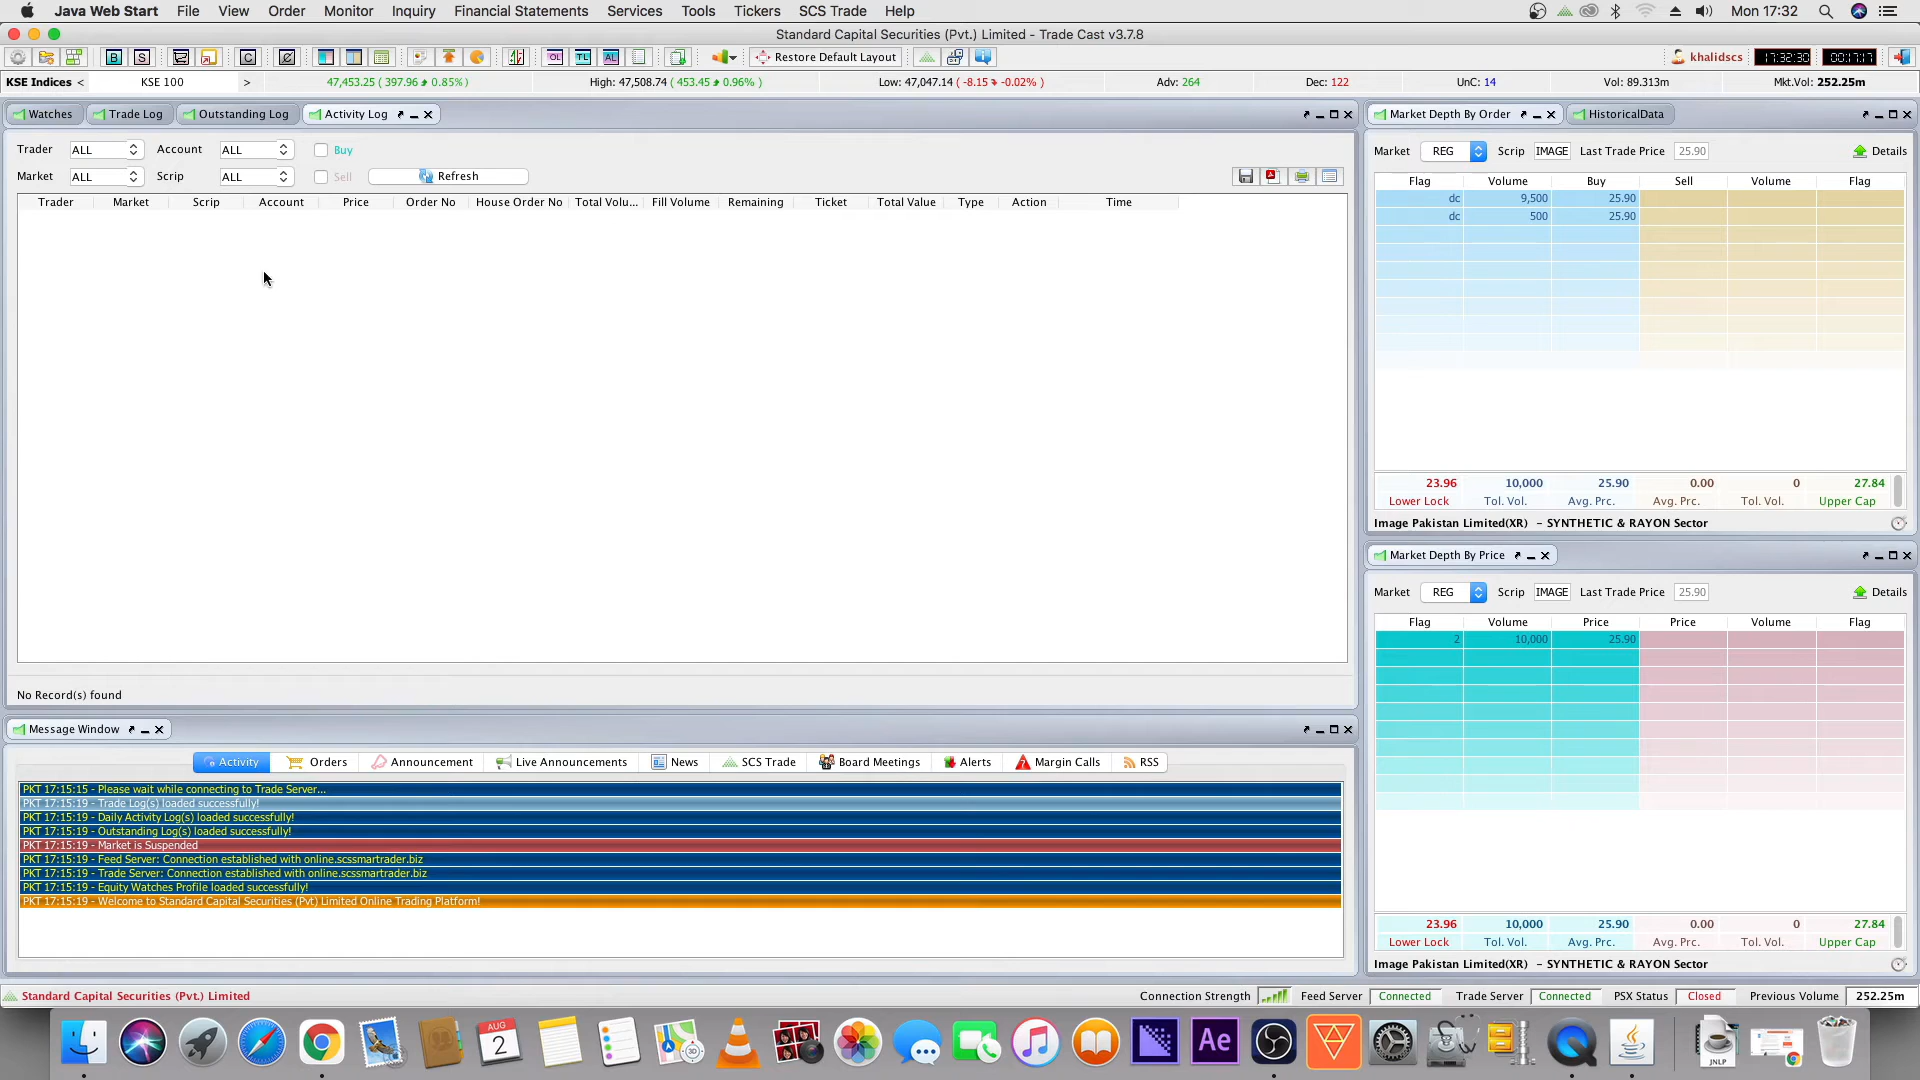 Java Web Start File View Order Monitor Inquiry Financial Statements Services Tools Tickers SCS Trade Help Mon 17:32
Standard Capital Securities (Pvt.) Limited - Trade Cast v3.7.8
B S C OL TL AL Restore Default Layout khalidscs 17:32:30 00:17:17
KSE Indices < KSE 100 > 47,453.25 ( 397.96 0.85% ) High: 47,508.74 ( 453.45 0.96% ) Low: 47,047.14 ( -8.15 -0.02% ) Adv: 264 Dec: 122 UnC: 14 Vol: 89.313m Mkt.Vol: 252.25m
Watches Trade Log Outstanding Log Activity Log
Trader ALL Account ALL Buy
Market ALL Scrip ALL Sell Refresh
Trader Market Scrip Account Price Order No House Order No Total Volu... Fill Volume Remaining Ticket Total Value Type Action Time
No Record(s) found
Market Depth By Order HistoricalData
Market REG Scrip IMAGE Last Trade Price 25.90 Details
Flag Volume Buy Sell Volume Flag
dc 9,500 25.90
dc 500 25.90
23.96 10,000 25.90 0.00 0 27.84
Lower Lock Tol. Vol. Avg. Prc. Avg. Prc. Tol. Vol. Upper Cap
Image Pakistan Limited(XR) - SYNTHETIC & RAYON Sector
Market Depth By Price
Market REG Scrip IMAGE Last Trade Price 25.90 Details
Flag Volume Price Price Volume Flag
2 10,000 25.90
23.96 10,000 25.90 0.00 0 27.84
Lower Lock Tol. Vol. Avg. Prc. Avg. Prc. Tol. Vol. Upper Cap
Image Pakistan Limited(XR) - SYNTHETIC & RAYON Sector
Message Window
Activity Orders Announcement Live Announcements News SCS Trade Board Meetings Alerts Margin Calls RSS
PKT 17:15:15 - Please wait while connecting to Trade Server...
PKT 17:15:19 - Trade Log(s) loaded successfully!
PKT 17:15:19 - Daily Activity Log(s) loaded successfully!
PKT 17:15:19 - Outstanding Log(s) loaded successfully!
PKT 17:15:19 - Market is Suspended
PKT 17:15:19 - Feed Server: Connection established with online.scssmartrader.biz
PKT 17:15:19 - Trade Server: Connection established with online.scssmartrader.biz
PKT 17:15:19 - Equity Watches Profile loaded successfully!
PKT 17:15:19 - Welcome to Standard Capital Securities (Pvt) Limited Online Trading Platform!
Standard Capital Securities (Pvt.) Limited Connection Strength Feed Server Connected Trade Server Connected PSX Status Closed Previous Volume 252.25m
AUG
2
3D
Ae
JNLP